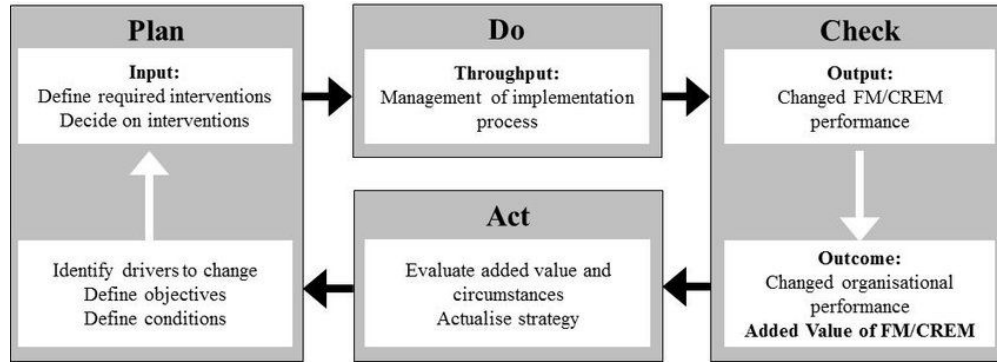 Plan
Input:
Define required interventions
Decide on interventions
Identify drivers to change
Define objectives
Define conditions
Do
Throughput:
Management of implementation
process
Check
Output:
Changed FM/CREM
performance
Outcome:
Changed organisational
performance
Added Value of FM/CREM
Act
Evaluate added value and
circumstances
Actualise strategy